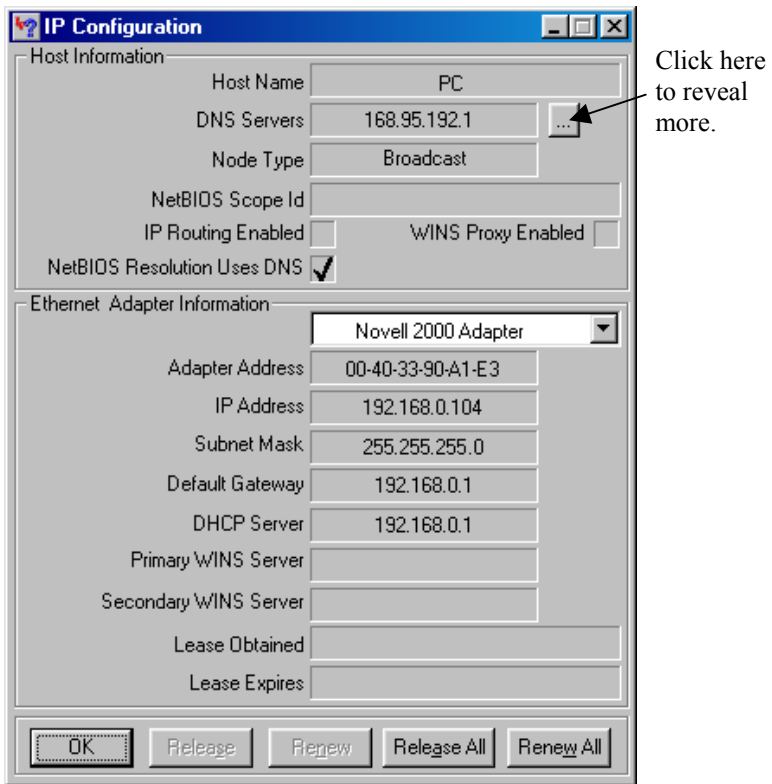 IP Configuration
Host Information
Host Name PC
DNS Servers 168.95.192.1 ...
Click here
to reveal
more.
Node Type Broadcast
NetBIOS Scope Id
IP Routing Enabled WINS Proxy Enabled
NetBIOS Resolution Uses DNS
Ethernet Adapter Information
Novell 2000 Adapter
Adapter Address 00-40-33-90-A1-E3
IP Address 192.168.0.104
Subnet Mask 255.255.255.0
Default Gateway 192.168.0.1
DHCP Server 192.168.0.1
Primary WINS Server
Secondary WINS Server
Lease Obtained
Lease Expires
OK Release Renew Release All Renew All